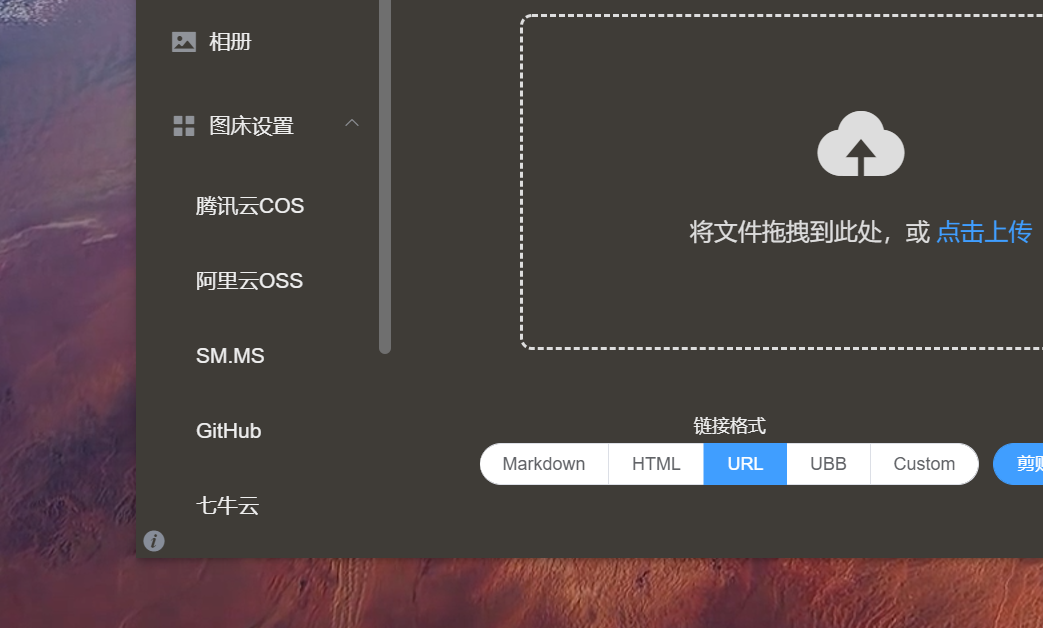 相册
图床设置
腾讯云COS
阿里云OSS
SM.MS
GitHub
七牛云
将文件拖拽到此处，或 点击上传
链接格式
Markdown HTML URL UBB Custom 剪